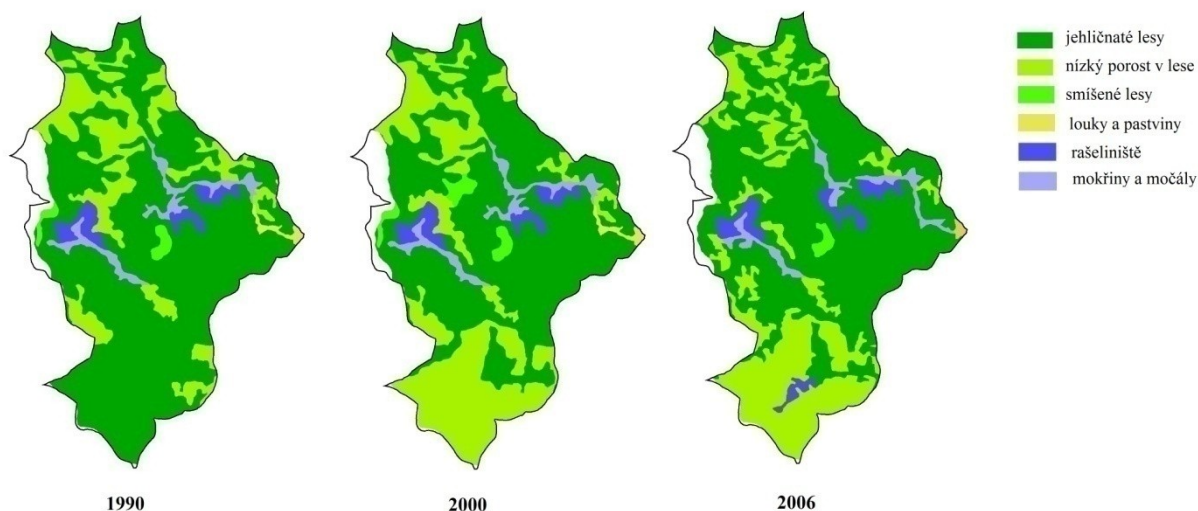 jehličnaté lesy
nízký porost v lese
smíšené lesy
louky a pastviny
rašeliniště
mokřiny a močály
1990
2000
2006